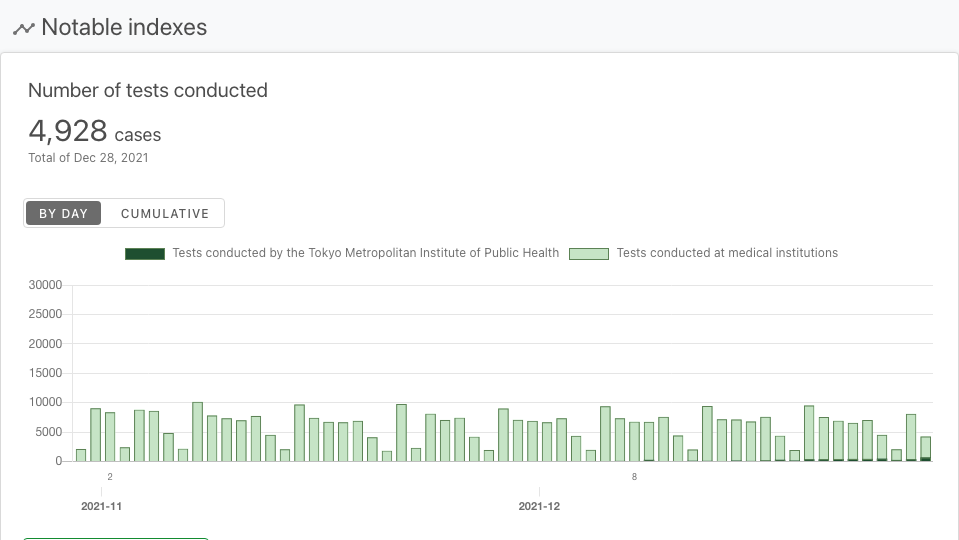 Notable indexes
Number of tests conducted
4,928 cases
Total of Dec 28, 2021
BY DAY CUMULATIVE
Tests conducted by the Tokyo Metropolitan Institute of Public Health Tests conducted at medical institutions
30000
25000
20000
15000
10000
5000
0
2 8
2021-11 2021-12